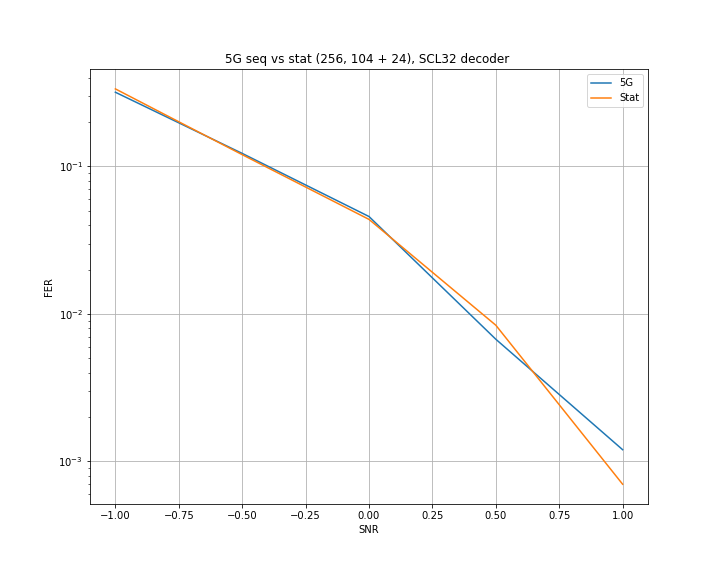 5G seq vs stat (256, 104 + 24), SCL32 decoder
5G
Stat
10⁻¹
10⁻²
10⁻³
FER
−1.00 −0.75 −0.50 −0.25 0.00 0.25 0.50 0.75 1.00
SNR